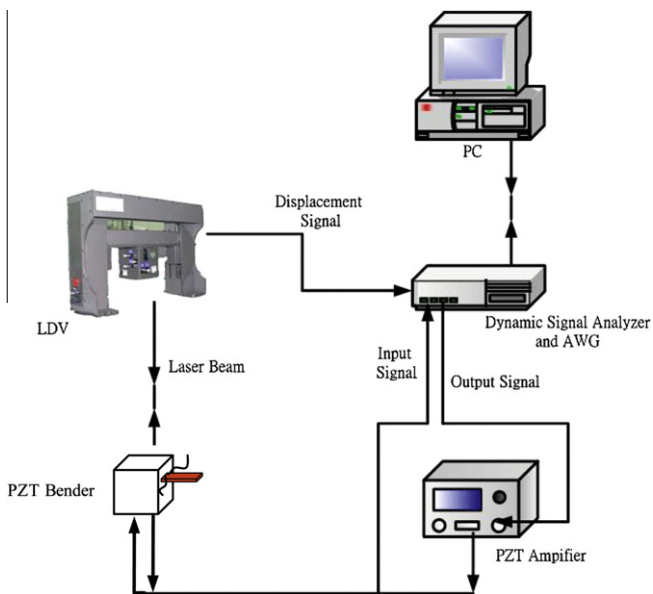 PC
Displacement
Signal
LDV
Dynamic Signal Analyzer
and AWG
Laser Beam
Input
Signal
Output Signal
PZT Bender
PZT Ampifier